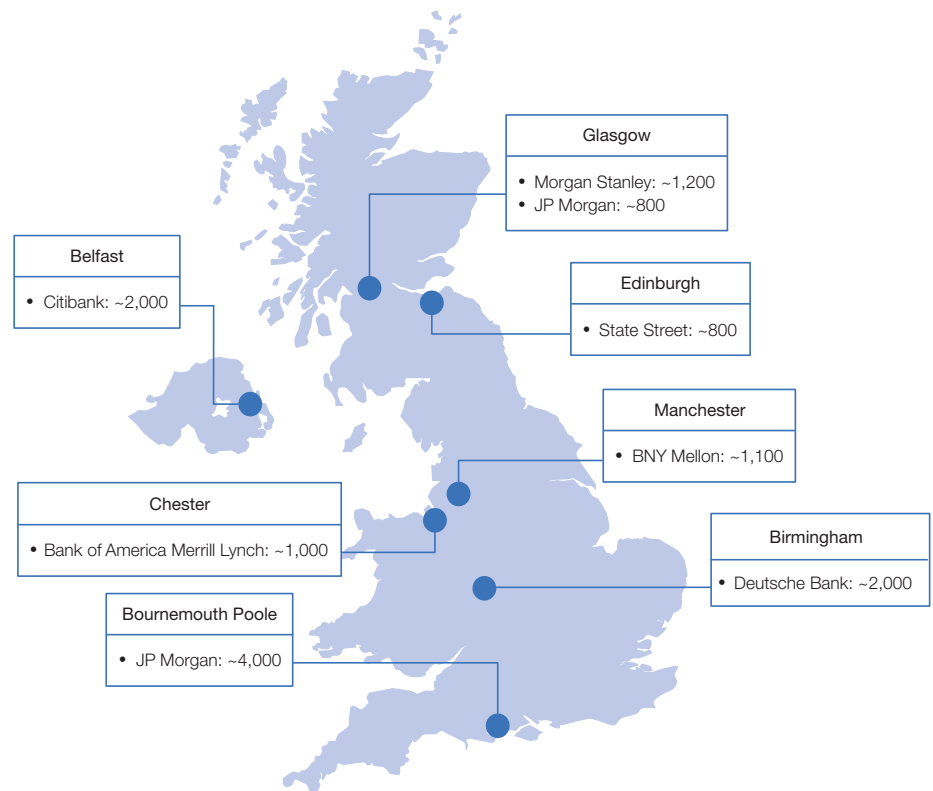 Glasgow
• Morgan Stanley: ~1,200
• JP Morgan: ~800
Belfast
• Citibank: ~2,000
Edinburgh
• State Street: ~800
Manchester
• BNY Mellon: ~1,100
Chester
• Bank of America Merrill Lynch: ~1,000
Birmingham
• Deutsche Bank: ~2,000
Bournemouth Poole
• JP Morgan: ~4,000